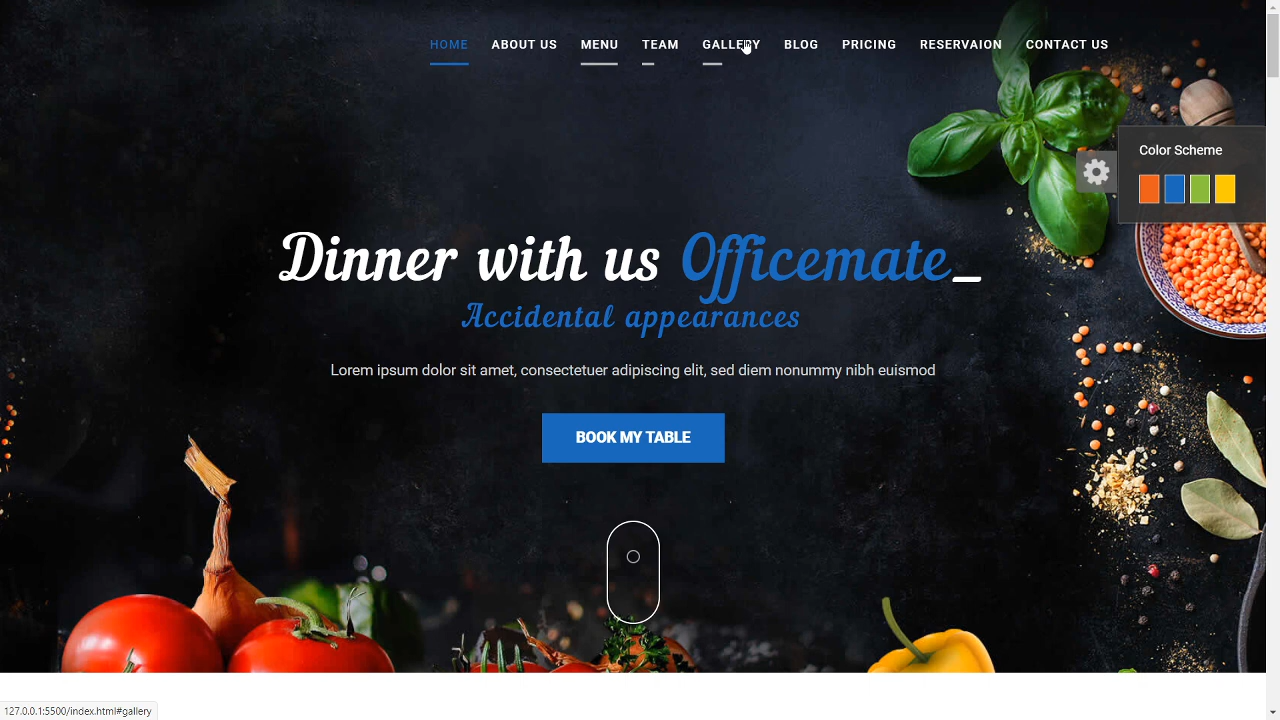 HOME ABOUT US MENU TEAM GALLERY BLOG PRICING RESERVAION CONTACT US
Color Scheme
Dinner with us Officemate_
Accidental appearances
Lorem ipsum dolor sit amet, consectetuer adipiscing elit, sed diem nonummy nibh euismod
BOOK MY TABLE
127.0.0.1:5500/index.html#gallery